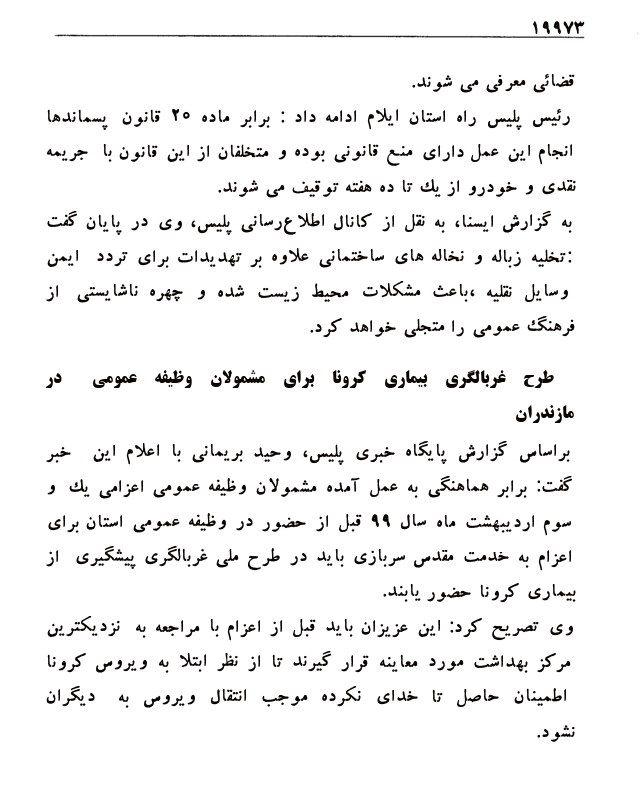 ۱۹۹۷۳
قضائی معرفی می شوند.
رئیس پلیس راه استان ایلام ادامه داد : برابر ماده ۲۰ قانون پسماندها
انجام این عمل دارای منع قانونی بوده و متخلفان از این قانون با جریمه
نقدی و خودرو از یك تا ده هفته توقیف می شوند.
به گزارش ایسنا، به نقل از کانال اطلاع‌رسانی پلیس، وی در پایان گفت
:تخلیه زباله و نخاله های ساختمانی علاوه بر تهدیدات برای تردد ایمن
وسایل نقلیه ،باعث مشکلات محیط زیست شده و چهره ناشایستی از
فرهنگ عمومی را متجلی خواهد کرد.
طرح غربالگری بیماری کرونا برای مشمولان وظیفه عمومی در
مازندران
براساس گزارش پایگاه خبری پلیس، وحید بریمانی با اعلام این خبر
گفت: برابر هماهنگی به عمل آمده مشمولان وظیفه عمومی اعزامی یك و
سوم اردیبهشت ماه سال ۹۹ قبل از حضور در وظیفه عمومی استان برای
اعزام به خدمت مقدس سربازی باید در طرح ملی غربالگری پیشگیری از
بیماری کرونا حضور یابند.
وی تصریح کرد: این عزیزان باید قبل از اعزام با مراجعه به نزدیکترین
مرکز بهداشت مورد معاینه قرار گیرند تا از نظر ابتلا به ویروس کرونا
اطمینان حاصل تا خدای نکرده موجب انتقال ویروس به دیگران
نشود.